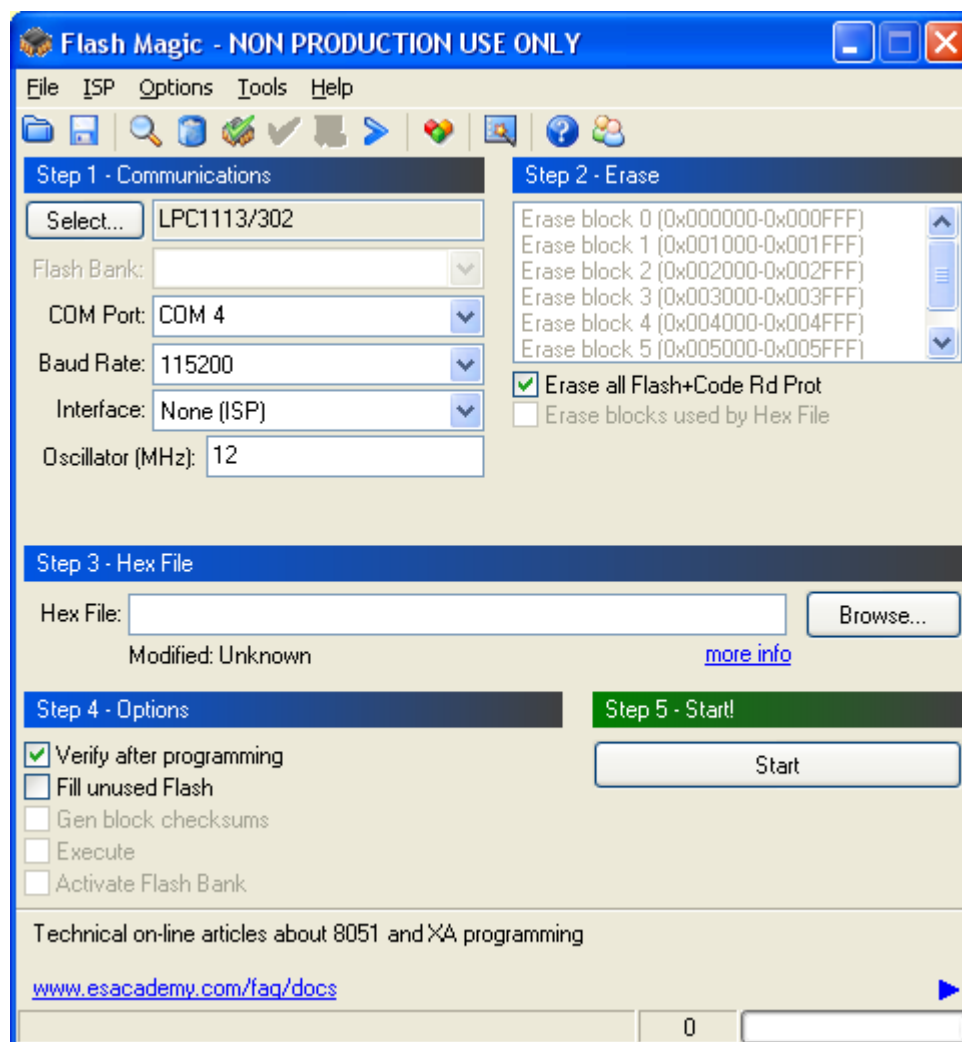 Flash Magic - NON PRODUCTION USE ONLY
File ISP Options Tools Help
Step 1 - Communications
Select... LPC1113/302
Flash Bank:
COM Port: COM 4
Baud Rate: 115200
Interface: None (ISP)
Oscillator (MHz): 12
Step 2 - Erase
Erase block 0 (0x000000-0x000FFF)
Erase block 1 (0x001000-0x001FFF)
Erase block 2 (0x002000-0x002FFF)
Erase block 3 (0x003000-0x003FFF)
Erase block 4 (0x004000-0x004FFF)
Erase block 5 (0x005000-0x005FFF)
Erase all Flash+Code Rd Prot
Erase blocks used by Hex File
Step 3 - Hex File
Hex File: Browse...
Modified: Unknown more info
Step 4 - Options
Verify after programming
Fill unused Flash
Gen block checksums
Execute
Activate Flash Bank
Step 5 - Start!
Start
Technical on-line articles about 8051 and XA programming
www.esacademy.com/faq/docs
0